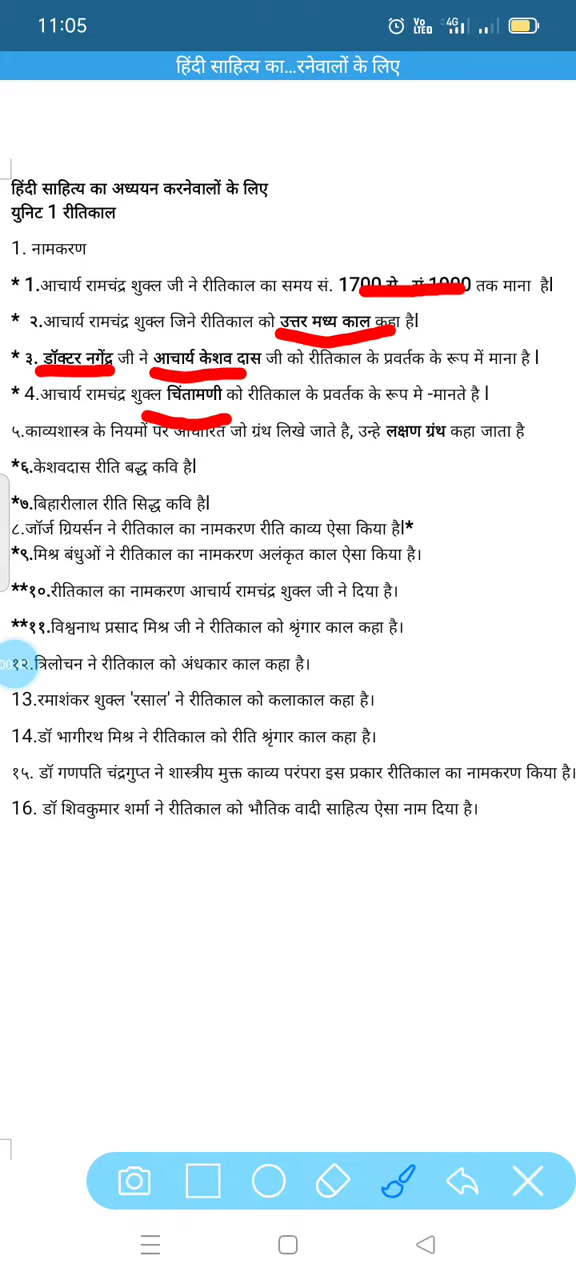 11:05
Vo LTED 4G
हिंदी साहित्य का...रनेवालों के लिए
हिंदी साहित्य का अध्ययन करनेवालों के लिए
युनिट 1 रीतिकाल
1. नामकरण
* 1.आचार्य रामचंद्र शुक्ल जी ने रीतिकाल का समय सं. तक माना है।
* २.आचार्य रामचंद्र शुक्ल जिने रीतिकाल को उत्तर मध्य काल कहा है।
* ३. डॉक्टर नगेंद्र जी ने आचार्य केशव दास जी को रीतिकाल के प्रवर्तक के रूप में माना है |
* 4.आचार्य रामचंद्र शुक्ल चिंतामणी को रीतिकाल के प्रवर्तक के रूप मे -मानते है |
५.काव्यशास्त्र के नियमों पर आधारित जो ग्रंथ लिखे जाते है, उन्हे लक्षण ग्रंथ कहा जाता है
*६.केशवदास रीति बद्ध कवि है।
*७.बिहारीलाल रीति सिद्ध कवि है।
८.जॉर्ज ग्रियर्सन ने रीतिकाल का नामकरण रीति काव्य ऐसा किया है।*
*९.मिश्र बंधुओं ने रीतिकाल का नामकरण अलंकृत काल ऐसा किया है।
**१०.रीतिकाल का नामकरण आचार्य रामचंद्र शुक्ल जी ने दिया है।
**११.विश्वनाथ प्रसाद मिश्र जी ने रीतिकाल को श्रृंगार काल कहा है।
१२.त्रिलोचन ने रीतिकाल को अंधकार काल कहा है।
13.रमाशंकर शुक्ल 'रसाल' ने रीतिकाल को कलाकाल कहा है।
14.डॉ भागीरथ मिश्र ने रीतिकाल को रीति श्रृंगार काल कहा है।
१५. डॉ गणपति चंद्रगुप्त ने शास्त्रीय मुक्त काव्य परंपरा इस प्रकार रीतिकाल का नामकरण किया है।
16. डॉ शिवकुमार शर्मा ने रीतिकाल को भौतिक वादी साहित्य ऐसा नाम दिया है।